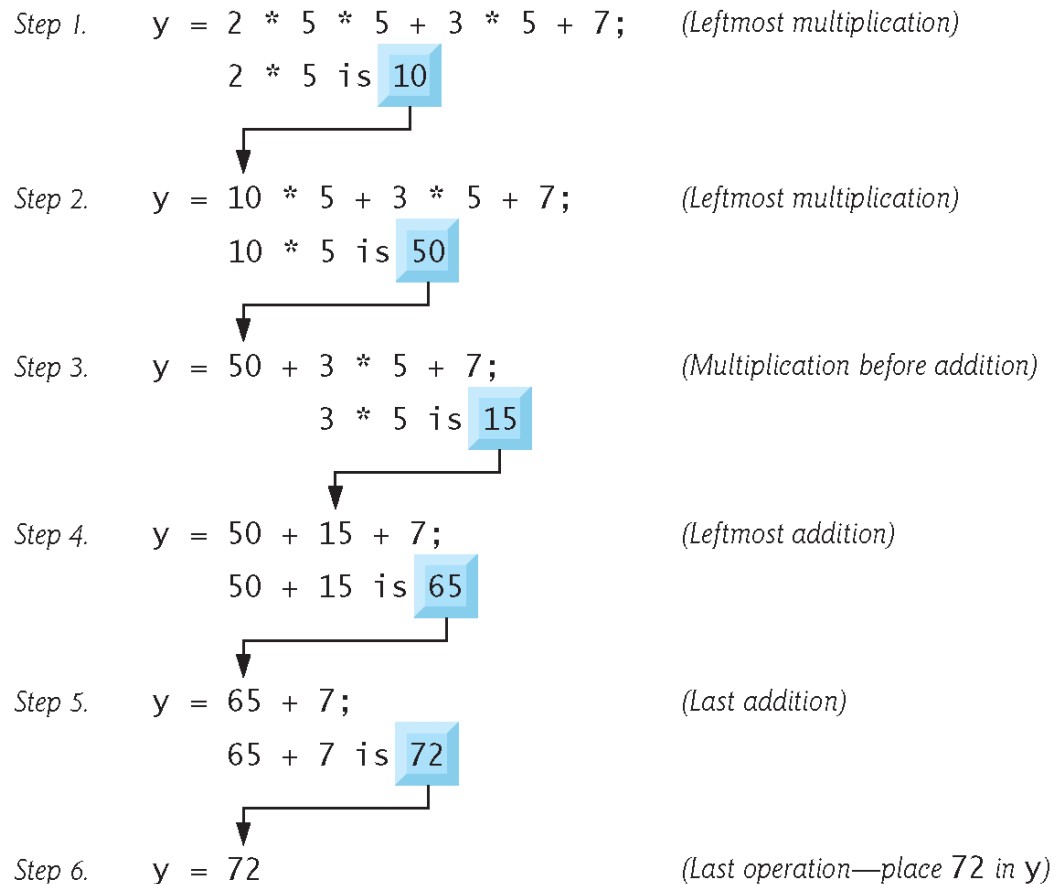 Step 1. y = 2 * 5 * 5 + 3 * 5 + 7; (Leftmost multiplication)
2 * 5 is 10
Step 2. y = 10 * 5 + 3 * 5 + 7; (Leftmost multiplication)
10 * 5 is 50
Step 3. y = 50 + 3 * 5 + 7; (Multiplication before addition)
3 * 5 is 15
Step 4. y = 50 + 15 + 7; (Leftmost addition)
50 + 15 is 65
Step 5. y = 65 + 7; (Last addition)
65 + 7 is 72
Step 6. y = 72 (Last operation—place 72 in y)